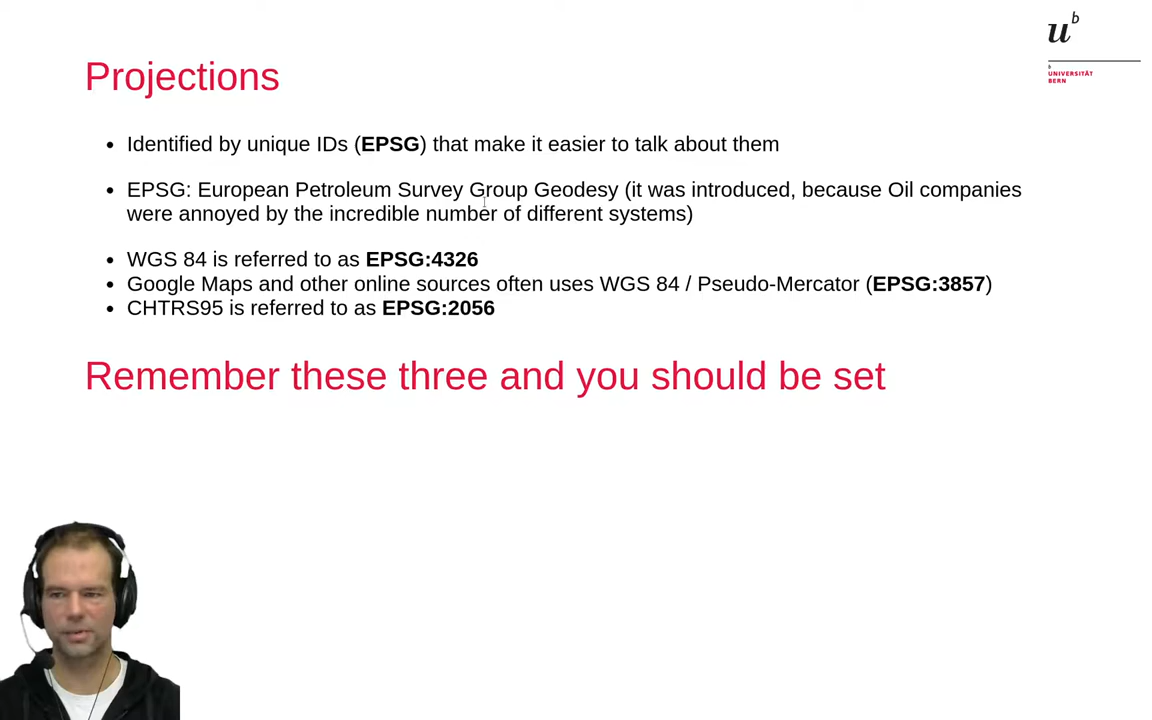 u b
b
UNIVERSITÄT
BERN
Projections
Identified by unique IDs (EPSG) that make it easier to talk about them
EPSG: European Petroleum Survey Group Geodesy (it was introduced, because Oil companies
were annoyed by the incredible number of different systems)
WGS 84 is referred to as EPSG:4326
Google Maps and other online sources often uses WGS 84 / Pseudo-Mercator (EPSG:3857)
CHTRS95 is referred to as EPSG:2056
Remember these three and you should be set